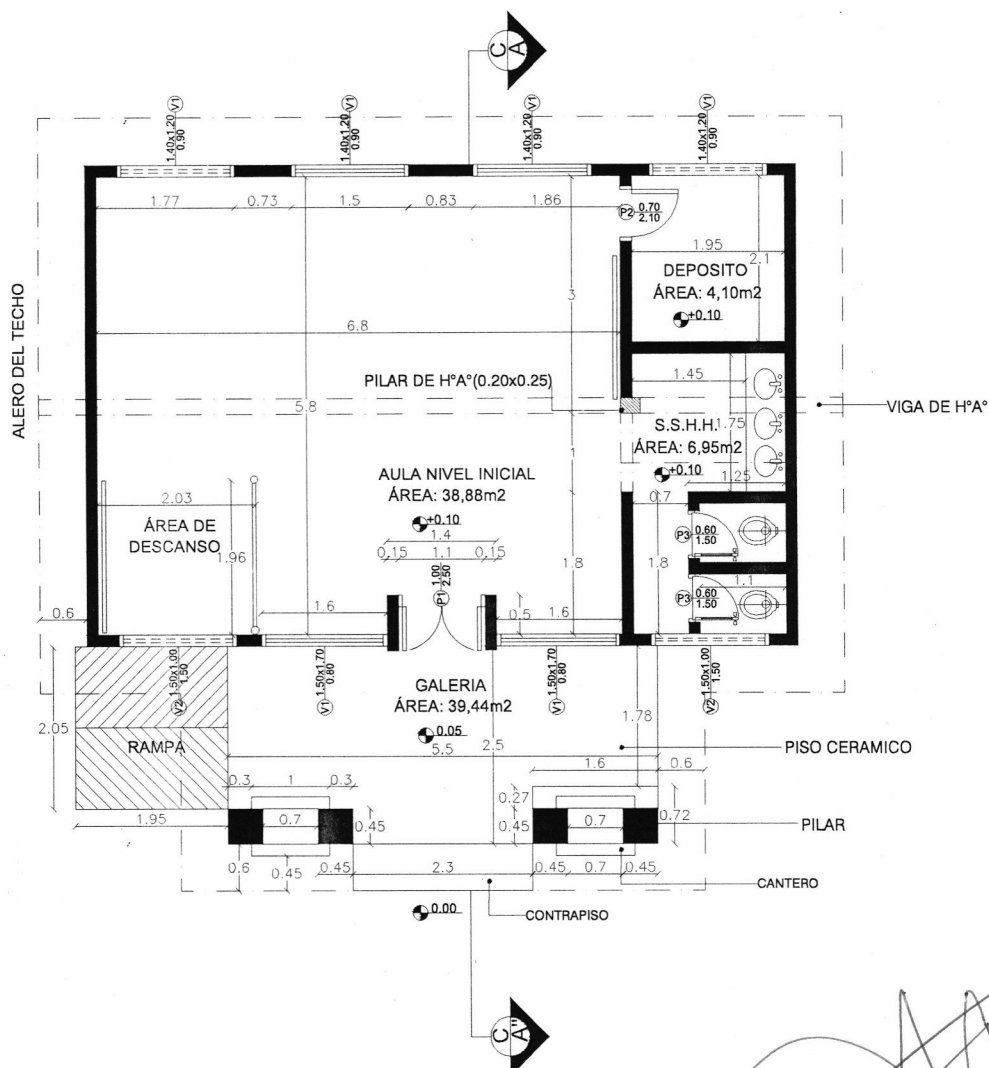 C
A
V1
1.40x1.20
0.90
V1
1.40x1.20
0.90
V1
1.40x1.20
0.90
V1
1.40x1.20
0.90
1.77
0.73
1.5
0.83
1.86
P2
0.70
2.10
1.95
2.1
DEPOSITO
ÁREA: 4,10m2
+0.10
ALERO DEL TECHO
3
6.8
PILAR DE H°A°(0.20x0.25)
5.8
1.45
VIGA DE H°A°
S.S.H.H.
1.75
ÁREA: 6,95m2
+0.10
1
1.25
0.7
AULA NIVEL INICIAL
ÁREA: 38,88m2
+0.10
2.03
ÁREA DE
DESCANSO
1.96
1.4
0.15
1.1
0.15
P1
1.00
2.50
1.8
1.8
P3
0.60
1.50
1.1
P3
0.60
1.50
0.6
1.6
0.5
1.6
V2
1.50x1.00
1.50
V1
1.50x1.70
0.80
V1
1.50x1.70
0.80
V2
1.50x1.00
1.50
GALERIA
ÁREA: 39,44m2
0.05
2.05
RAMPA
5.5
2.5
1.78
PISO CERAMICO
1.6
0.6
0.3
1
0.3
0.27
1.95
0.7
0.45
0.45
0.7
0.72
PILAR
0.6
0.45
0.45
2.3
0.45
0.7
0.45
CANTERO
0.00
CONTRAPISO
C
A"